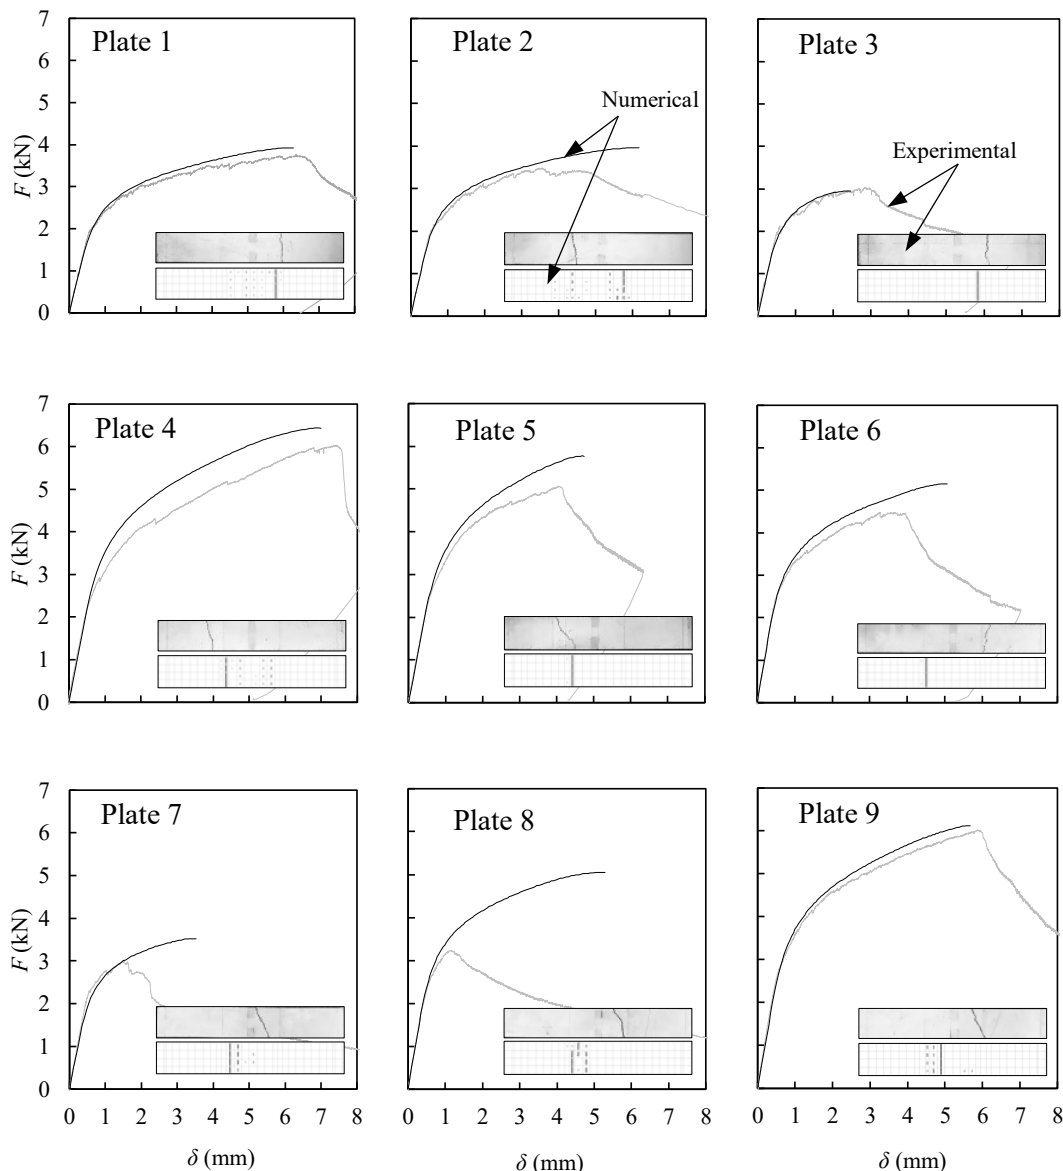 7
6
5
4
3
2
1
0
F (kN)
Plate 1
Plate 2
Numerical
Plate 3
Experimental
7
6
5
4
3
2
1
0
F (kN)
Plate 4
Plate 5
Plate 6
7
6
5
4
3
2
1
0
F (kN)
Plate 7
Plate 8
Plate 9
0 1 2 3 4 5 6 7 8
0 1 2 3 4 5 6 7 8
0 1 2 3 4 5 6 7 8
δ (mm)
δ (mm)
δ (mm)